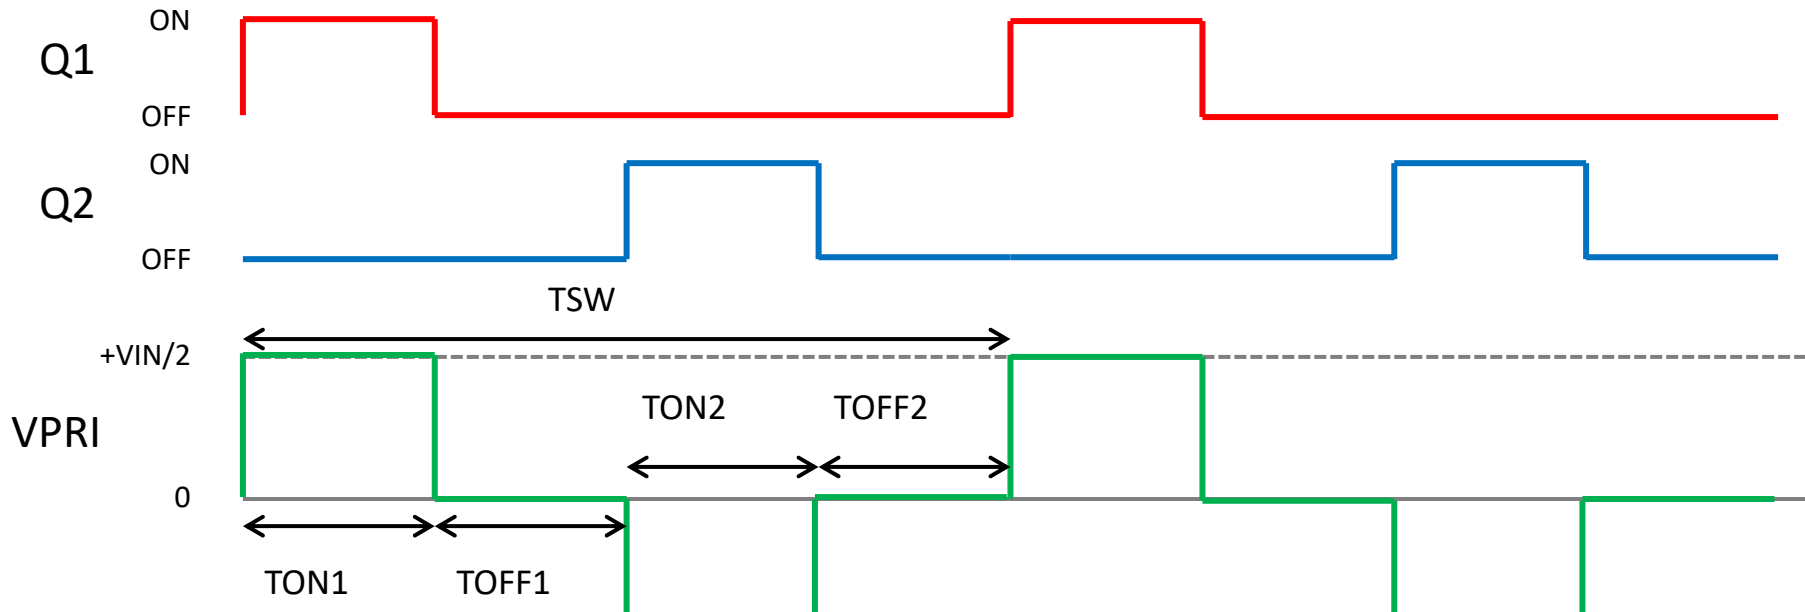 ON
Q1
OFF
ON
Q2
OFF
TSW
+VIN/2
TON2 TOFF2
VPRI
0
TON1 TOFF1